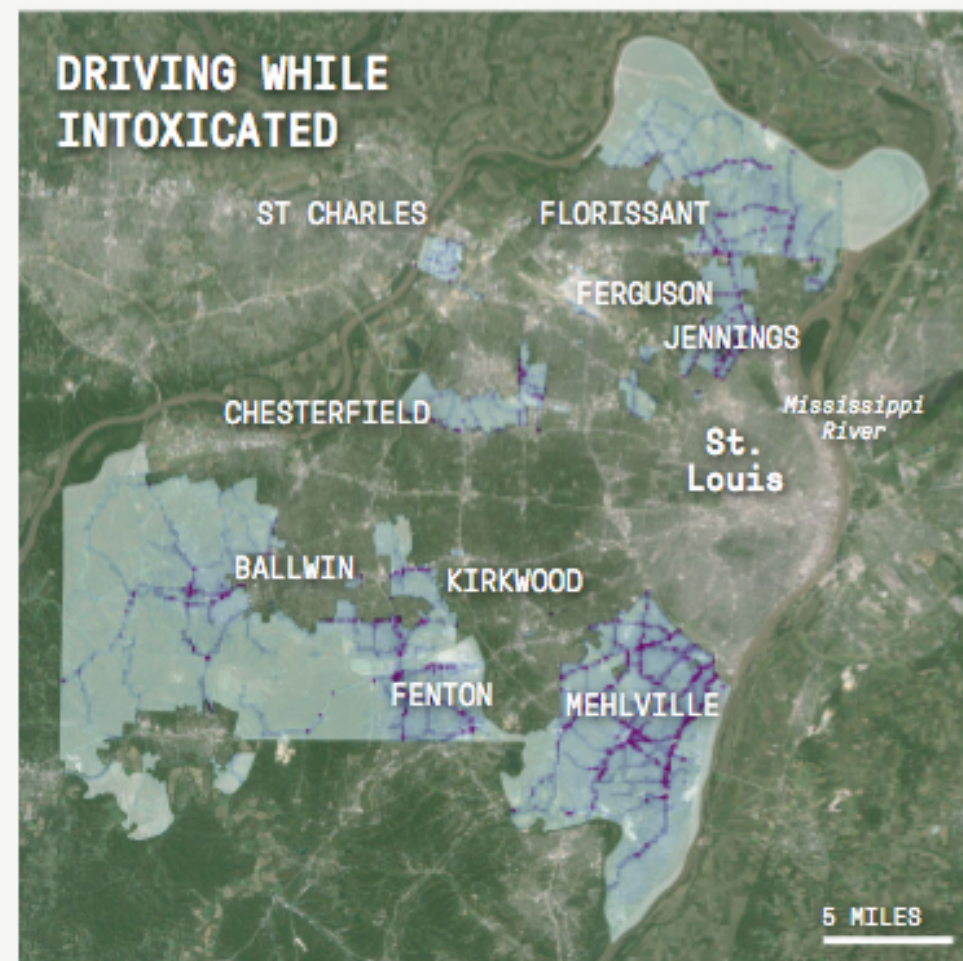 DRIVING WHILE
INTOXICATED
ST CHARLES
FLORISSANT
FERGUSON
JENNINGS
CHESTERFIELD
Mississippi
River
St.
Louis
BALLWIN
KIRKWOOD
FENTON
MEHLVILLE
5 MILES